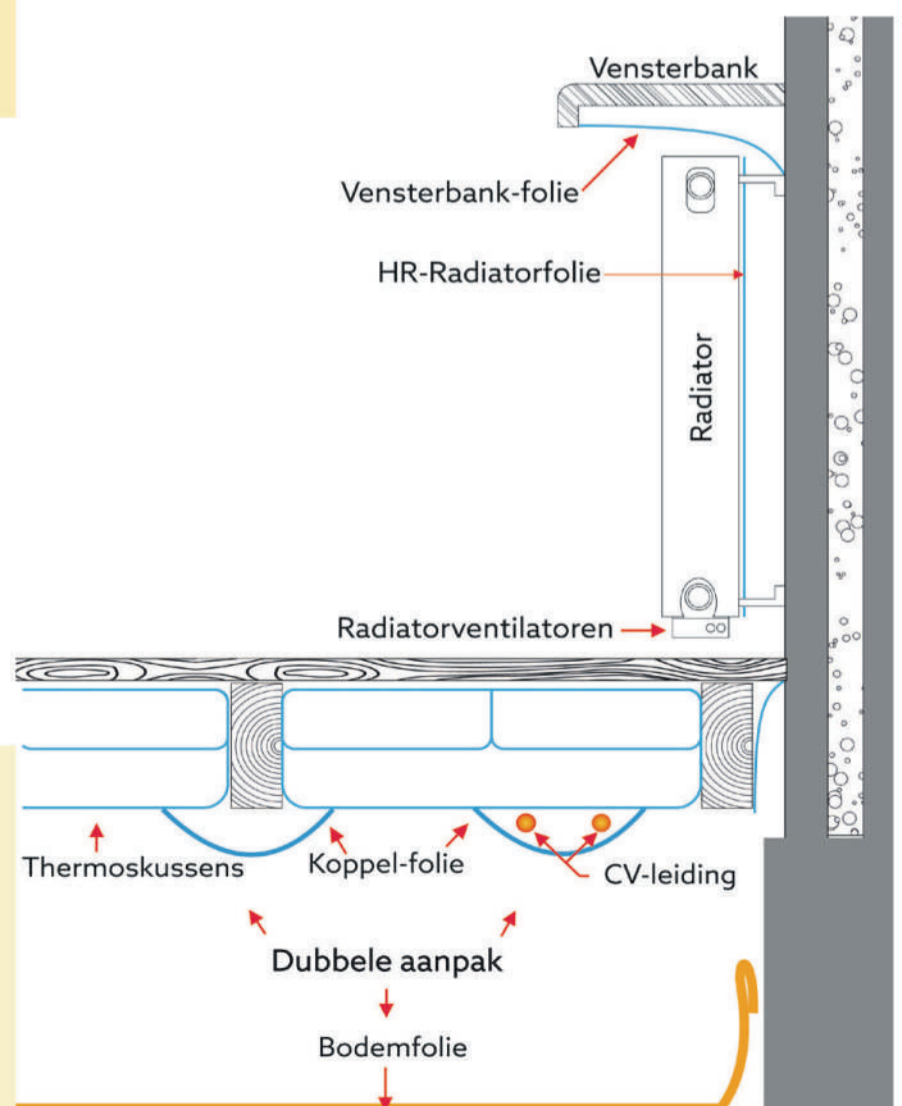 Vensterbank
Vensterbank-folie
HR-Radiatorfolie
Radiator
Radiatorventilatoren
Thermoskussens
Koppel-folie
CV-leiding
Dubbele aanpak
Bodemfolie